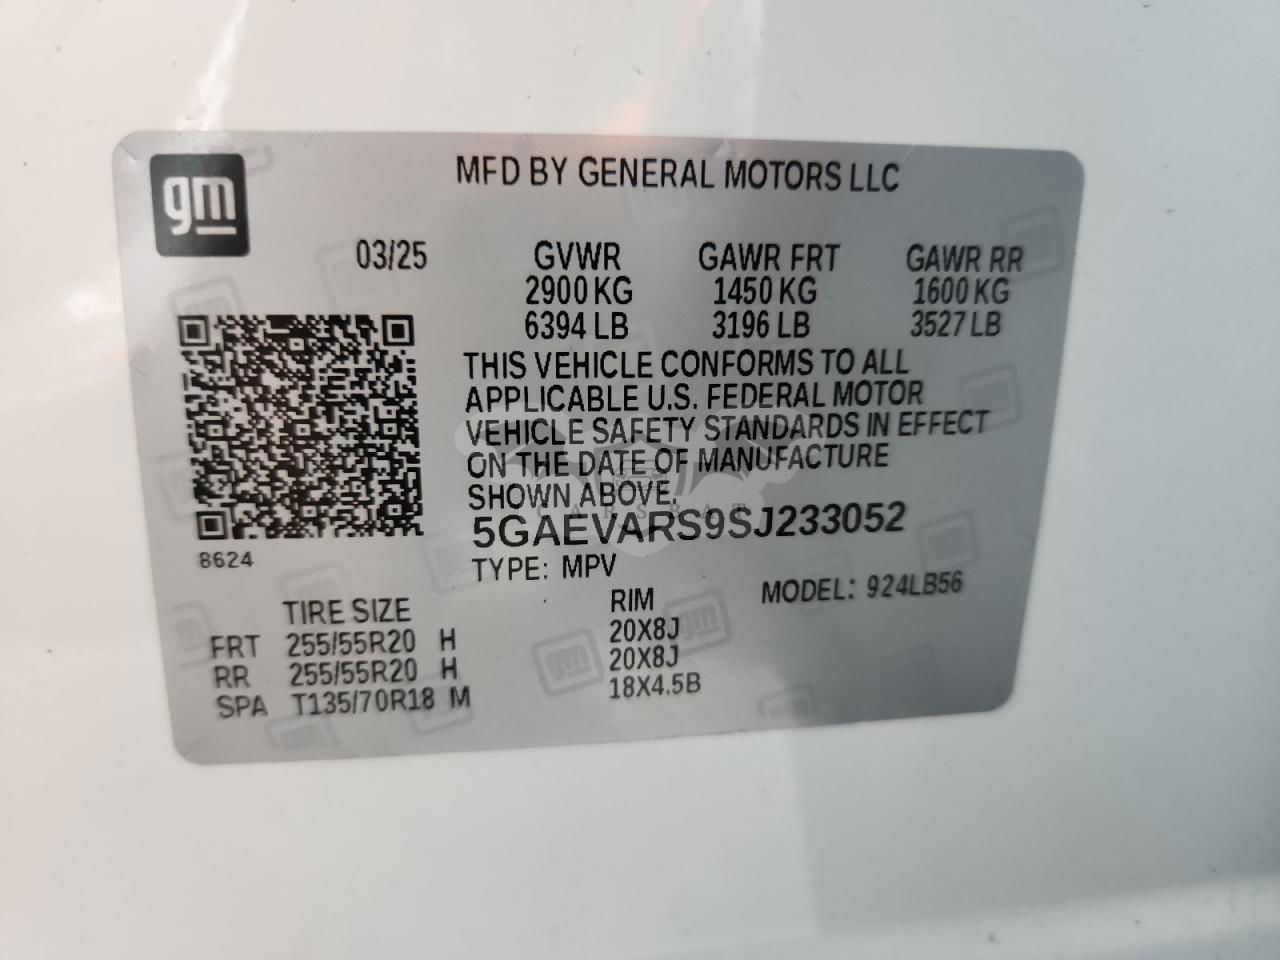 gm
MFD BY GENERAL MOTORS LLC
03/25 GVWR GAWR FRT GAWR RR
2900 KG 1450 KG 1600 KG
6394 LB 3196 LB 3527 LB
THIS VEHICLE CONFORMS TO ALL
APPLICABLE U.S. FEDERAL MOTOR
VEHICLE SAFETY STANDARDS IN EFFECT
ON THE DATE OF MANUFACTURE
SHOWN ABOVE.
5GAEVARS9SJ233052
8624
TYPE: MPV MODEL: 924LB56
TIRE SIZE RIM
FRT 255/55R20 H 20X8J
RR 255/55R20 H 20X8J
SPA T135/70R18 M 18X4.5B